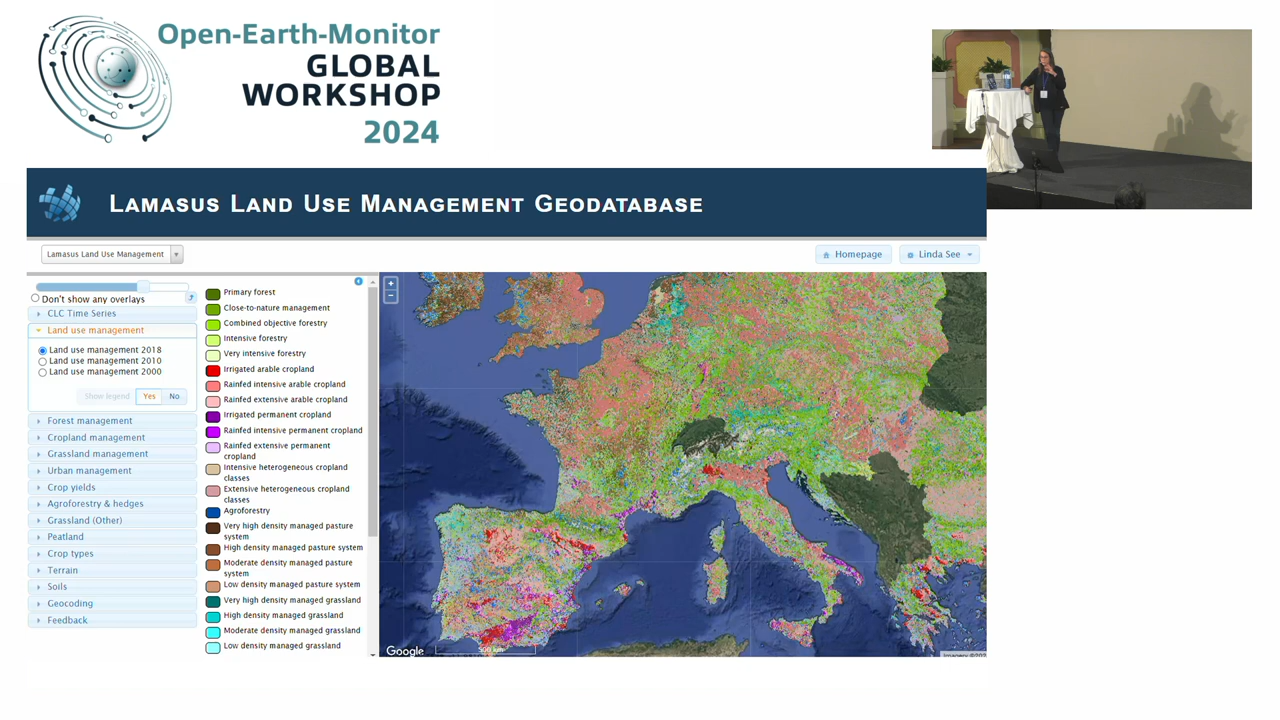 Open-Earth-Monitor
GLOBAL
WORKSHOP
2024
LAMASUS LAND USE MANAGEMENT GEODATABASE
Lamasus Land Use Management
Homepage
Linda See
Don't show any overlays
CLC Time Series
Land use management
Land use management 2018
Land use management 2010
Land use management 2000
Show legend
Yes
No
Forest management
Cropland management
Grassland management
Urban management
Crop yields
Agroforestry & hedges
Grassland (Other)
Peatland
Crop types
Terrain
Soils
Geocoding
Feedback
Primary forest
Close-to-nature management
Combined objective forestry
Intensive forestry
Very intensive forestry
Irrigated arable cropland
Rainfed intensive arable cropland
Rainfed extensive arable cropland
Irrigated permanent cropland
Rainfed intensive permanent cropland
Rainfed extensive permanent
cropland
Intensive heterogeneous cropland
classes
Extensive heterogeneous cropland
classes
Agroforestry
Very high density managed pasture
system
High density managed pasture system
Moderate density managed pasture
system
Low density managed pasture system
Very high density managed grassland
High density managed grassland
Moderate density managed grassland
Low density managed grassland
+
−
Google
500 km